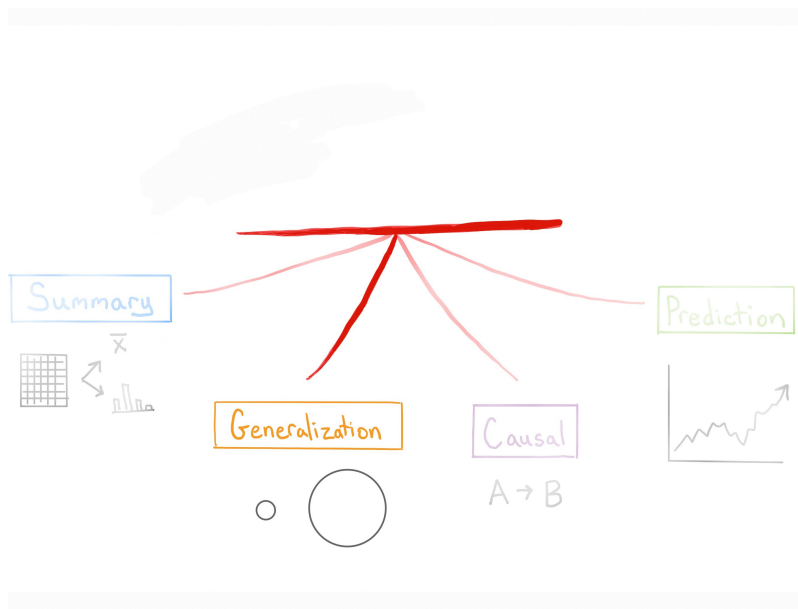 Summary
x̄
Generalization
Causal
A → B
Prediction